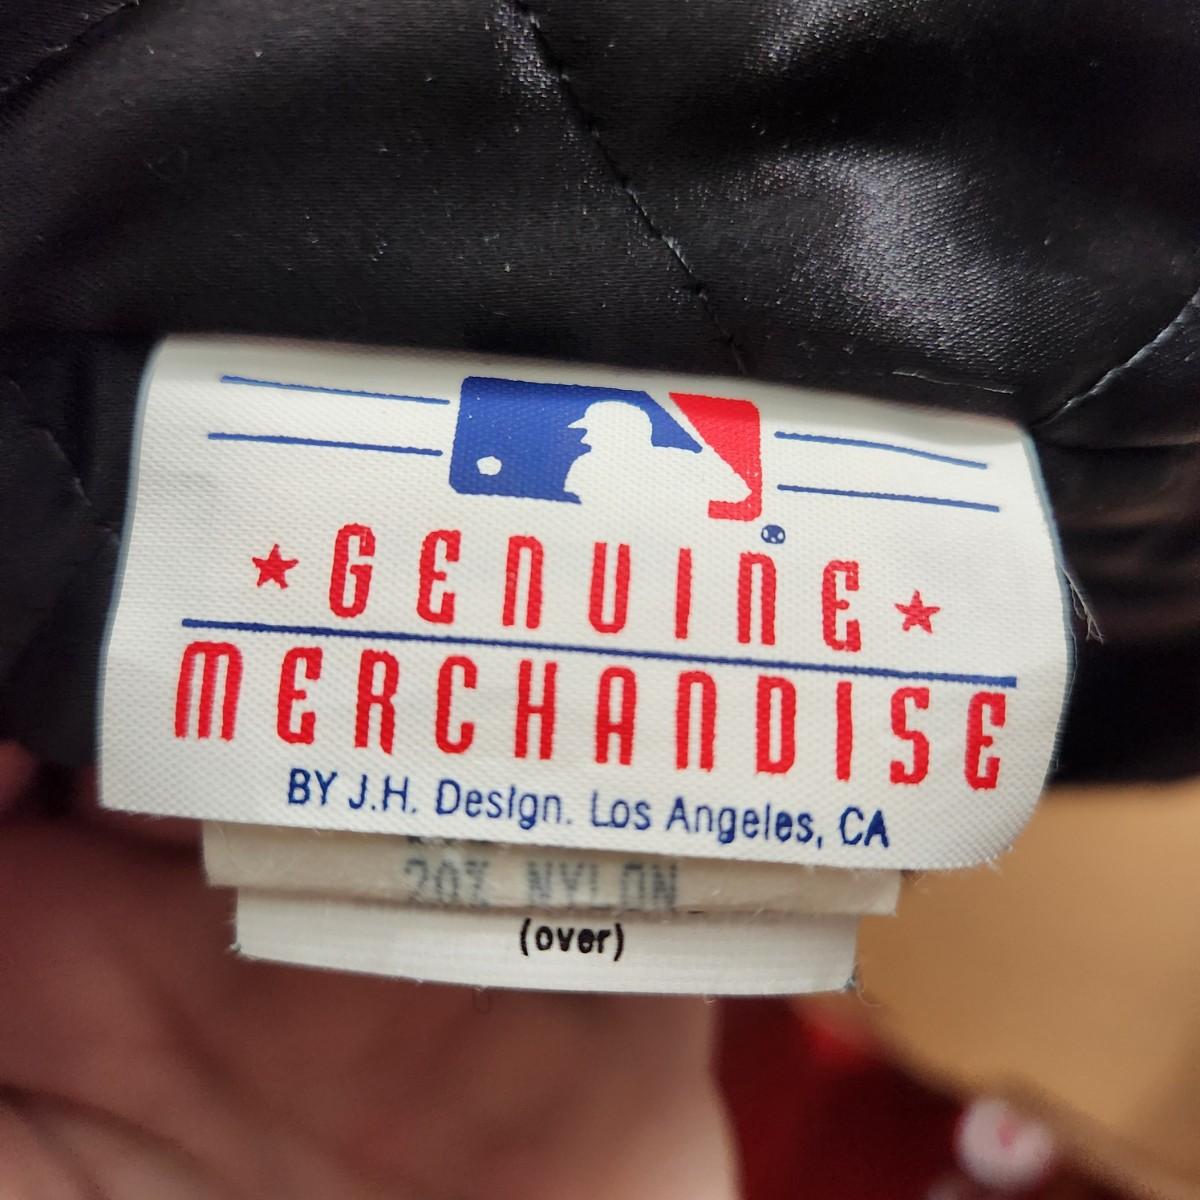 ★ GENUINE ★
MERCHANDISE
BY J.H. Design. Los Angeles, CA
20% NYLON
(over)